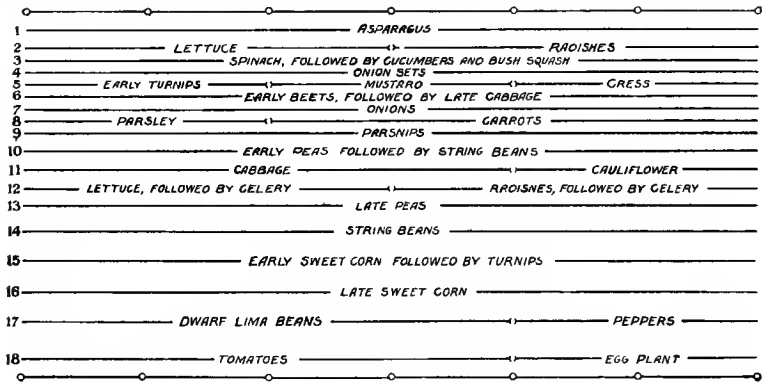 1 ASPARAGUS
2 LETTUCE RADISHES
3 SPINACH, FOLLOWED BY CUCUMBERS AND BUSH SQUASH
4 ONION SETS
5 EARLY TURNIPS MUSTARD CRESS
6 EARLY BEETS, FOLLOWED BY LATE CABBAGE
7 ONIONS
8 PARSLEY CARROTS
9 PARSNIPS
10 EARLY PEAS FOLLOWED BY STRING BEANS
11 CABBAGE CAULIFLOWER
12 LETTUCE, FOLLOWED BY CELERY RADISHES, FOLLOWED BY CELERY
13 LATE PEAS
14 STRING BEANS
15 EARLY SWEET CORN FOLLOWED BY TURNIPS
16 LATE SWEET CORN
17 DWARF LIMA BEANS PEPPERS
18 TOMATOES EGG PLANT